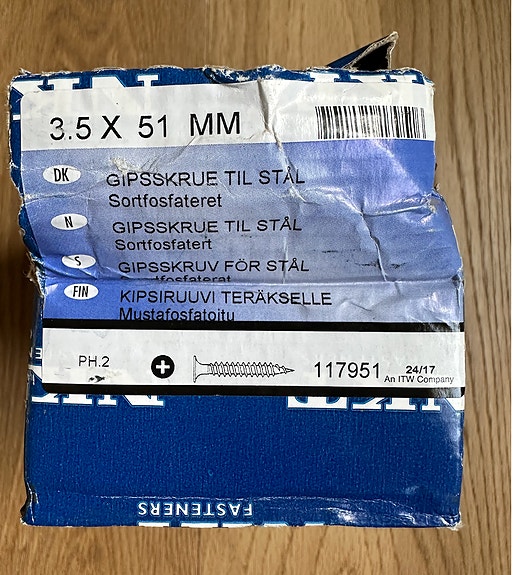 3.5 X 51 MM
DK GIPSSKRUE TIL STÅL
Sortfosfateret
N GIPSSKRUE TIL STÅL
Sortfosfatert
S GIPSSKRUV FÖR STÅL
FIN KIPSIRUUVI TERÄKSELLE
Mustafosfatoitu
PH.2 117951 24/17
An ITW Company
FASTENERS